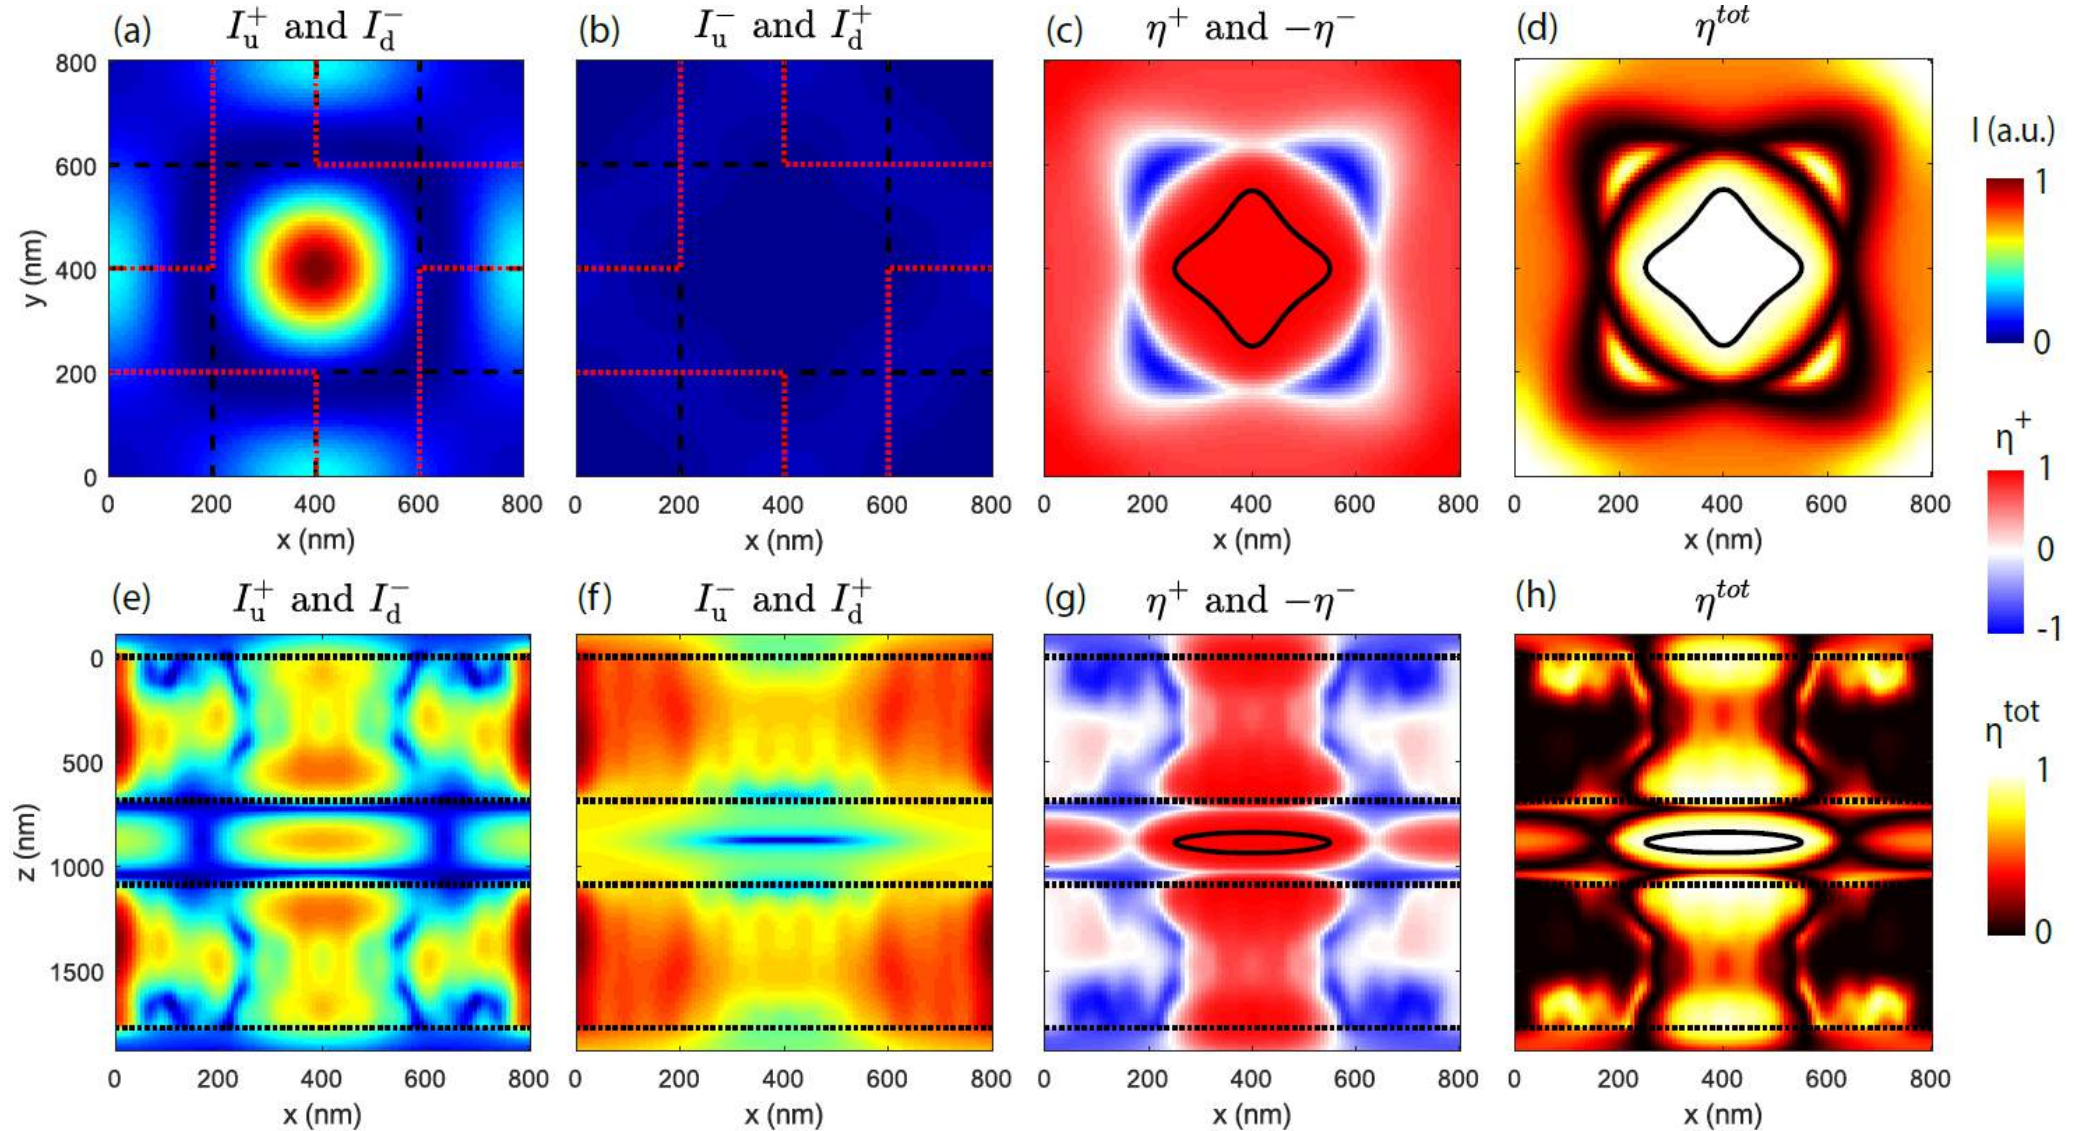 (a) I_u^+ and I_d^-
(b) I_u^- and I_d^+
(c) η^+ and −η^-
(d) η^{tot}
800
600
400
200
0
y (nm)
0 200 400 600 800
x (nm)
0 200 400 600 800
x (nm)
0 200 400 600 800
x (nm)
200 400 600 800
x (nm)
I (a.u.)
1
0
η^+
1
0
-1
η^{tot}
1
0
(e) I_u^+ and I_d^-
(f) I_u^- and I_d^+
(g) η^+ and −η^-
(h) η^{tot}
0
500
1000
1500
z (nm)
0 200 400 600 800
x (nm)
0 200 400 600 800
x (nm)
0 200 400 600 800
x (nm)
0 200 400 600 800
x (nm)